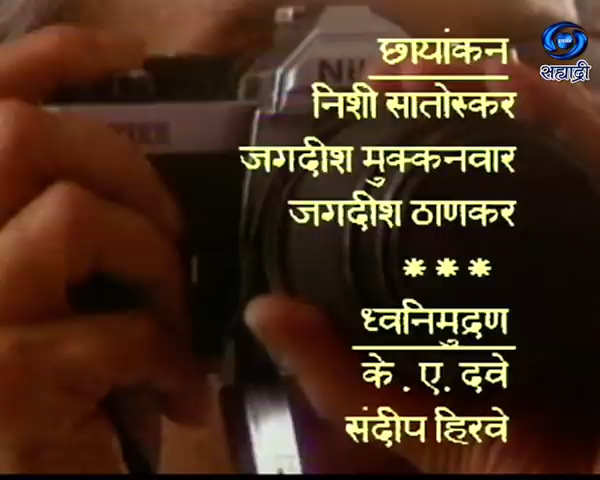 छायांकन
निशी सातोस्कर
जगदीश मुक्कनवार
जगदीश ठाणकर
***
ध्वनिमुद्रण
के . ए. दवे
संदीप हिरवे
सह्याद्री